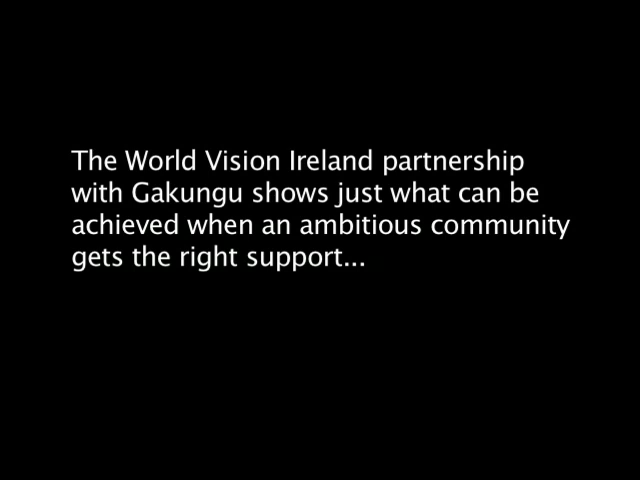 The World Vision Ireland partnership
with Gakungu shows just what can be
achieved when an ambitious community
gets the right support...